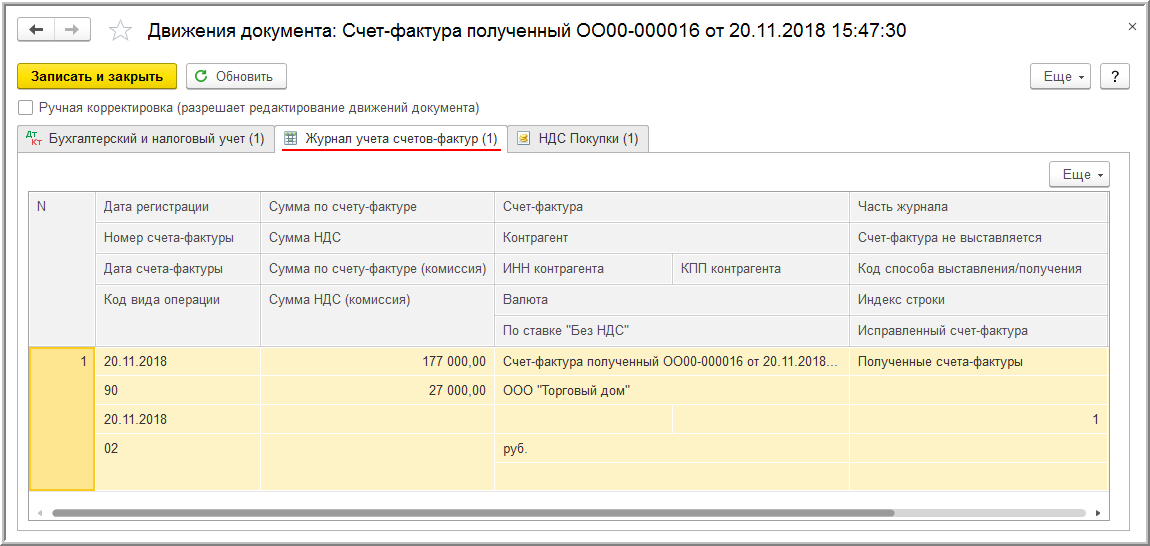 Движения документа: Счет-фактура полученный ОО00-000016 от 20.11.2018 15:47:30
Записать и закрыть Обновить Еще ?
Ручная корректировка (разрешает редактирование движений документа)
Дт Кт Бухгалтерский и налоговый учет (1) Журнал учета счетов-фактур (1) НДС Покупки (1)
Еще
N Дата регистрации Сумма по счету-фактуре Счет-фактура Часть журнала
Номер счета-фактуры Сумма НДС Контрагент Счет-фактура не выставляется
Дата счета-фактуры Сумма по счету-фактуре (комиссия) ИНН контрагента КПП контрагента Код способа выставления/получения
Код вида операции Сумма НДС (комиссия) Валюта Индекс строки
По ставке "Без НДС" Исправленный счет-фактура
1 20.11.2018 177 000,00 Счет-фактура полученный ОО00-000016 от 20.11.2018... Полученные счета-фактуры
90 27 000,00 ООО "Торговый дом"
20.11.2018 1
02 руб.